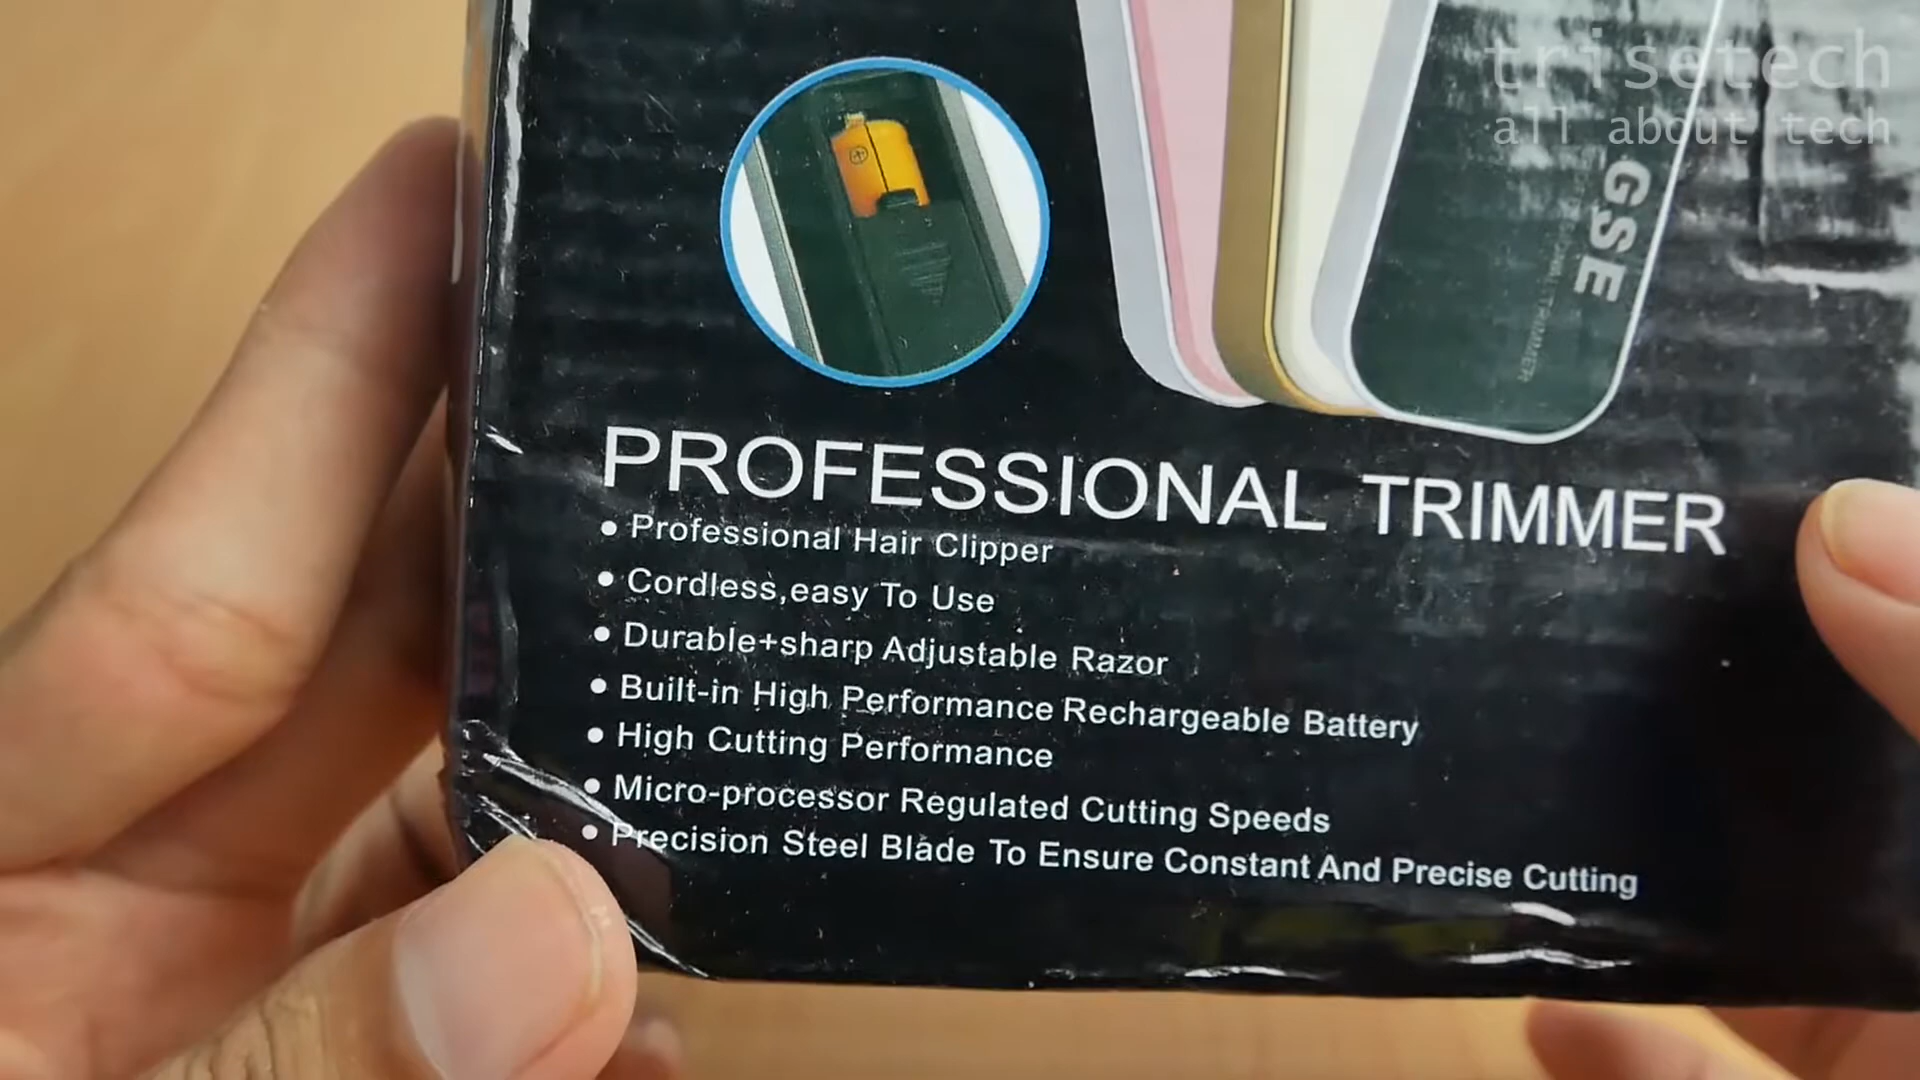 trisetech
all about tech
GSE
PROFESSIONAL TRIMMER
● Professional Hair Clipper
● Cordless,easy To Use
● Durable+sharp Adjustable Razor
● Built-in High Performance Rechargeable Battery
● High Cutting Performance
● Micro-processor Regulated Cutting Speeds
● Precision Steel Blade To Ensure Constant And Precise Cutting